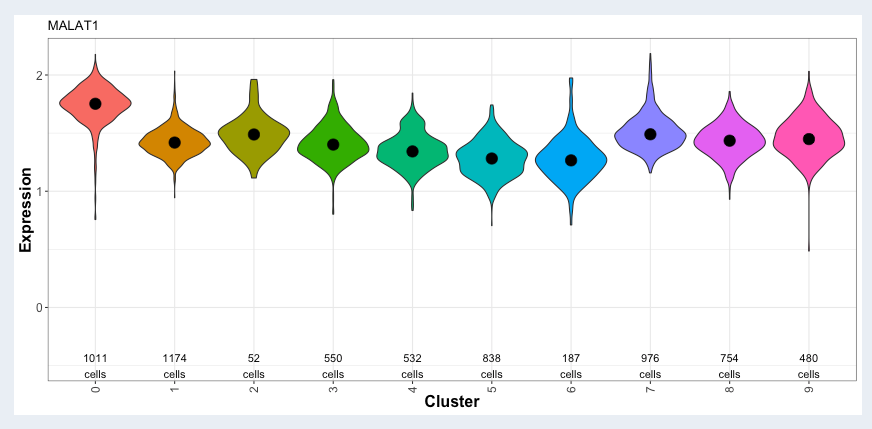 MALAT1
2
1
0
Expression
1011 1174 52 550 532 838 187 976 754 480
cells cells cells cells cells cells cells cells cells cells
0 1 2 3 4 5 6 7 8 9
Cluster